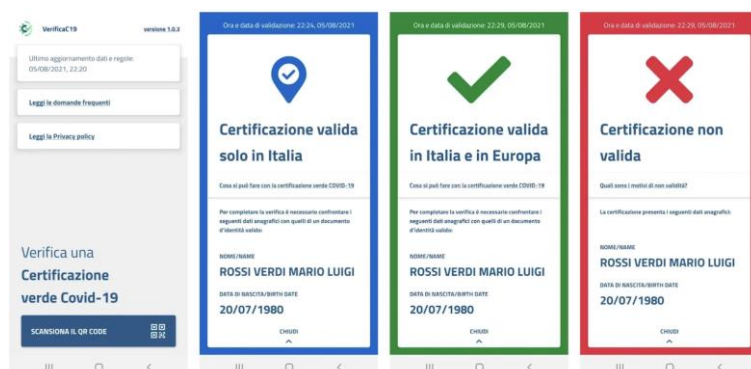 VerificaC19
versione 1.0.3
Ultimo aggiornamento dati e regole:
05/08/2021, 22:20
Leggi le domande frequenti
Leggi la Privacy policy
Verifica una
Certificazione
verde Covid-19
SCANSIONA IL QR CODE
Ora e data di validazione: 22:24, 05/08/2021
Certificazione valida
solo in Italia
Cosa si può fare con la certificazione verde COVID-19
Per completare la verifica è necessario confrontare i
seguenti dati anagrafici con quelli di un documento
d'identità valido:
NOME/NAME
ROSSI VERDI MARIO LUIGI
DATA DI NASCITA/BIRTH DATE
20/07/1980
CHIUDI
Ora e data di validazione: 22:29, 05/08/2021
Certificazione valida
in Italia e in Europa
Cosa si può fare con la certificazione verde COVID-19
Per completare la verifica è necessario confrontare i
seguenti dati anagrafici con quelli di un documento
d'identità valido:
NOME/NAME
ROSSI VERDI MARIO LUIGI
DATA DI NASCITA/BIRTH DATE
20/07/1980
CHIUDI
Ora e data di validazione: 22:29, 05/08/2021
Certificazione non
valida
Quali sono i motivi di non validità?
La certificazione presenta i seguenti dati anagrafici:
NOME/NAME
ROSSI VERDI MARIO LUIGI
DATA DI NASCITA/BIRTH DATE
20/07/1980
CHIUDI